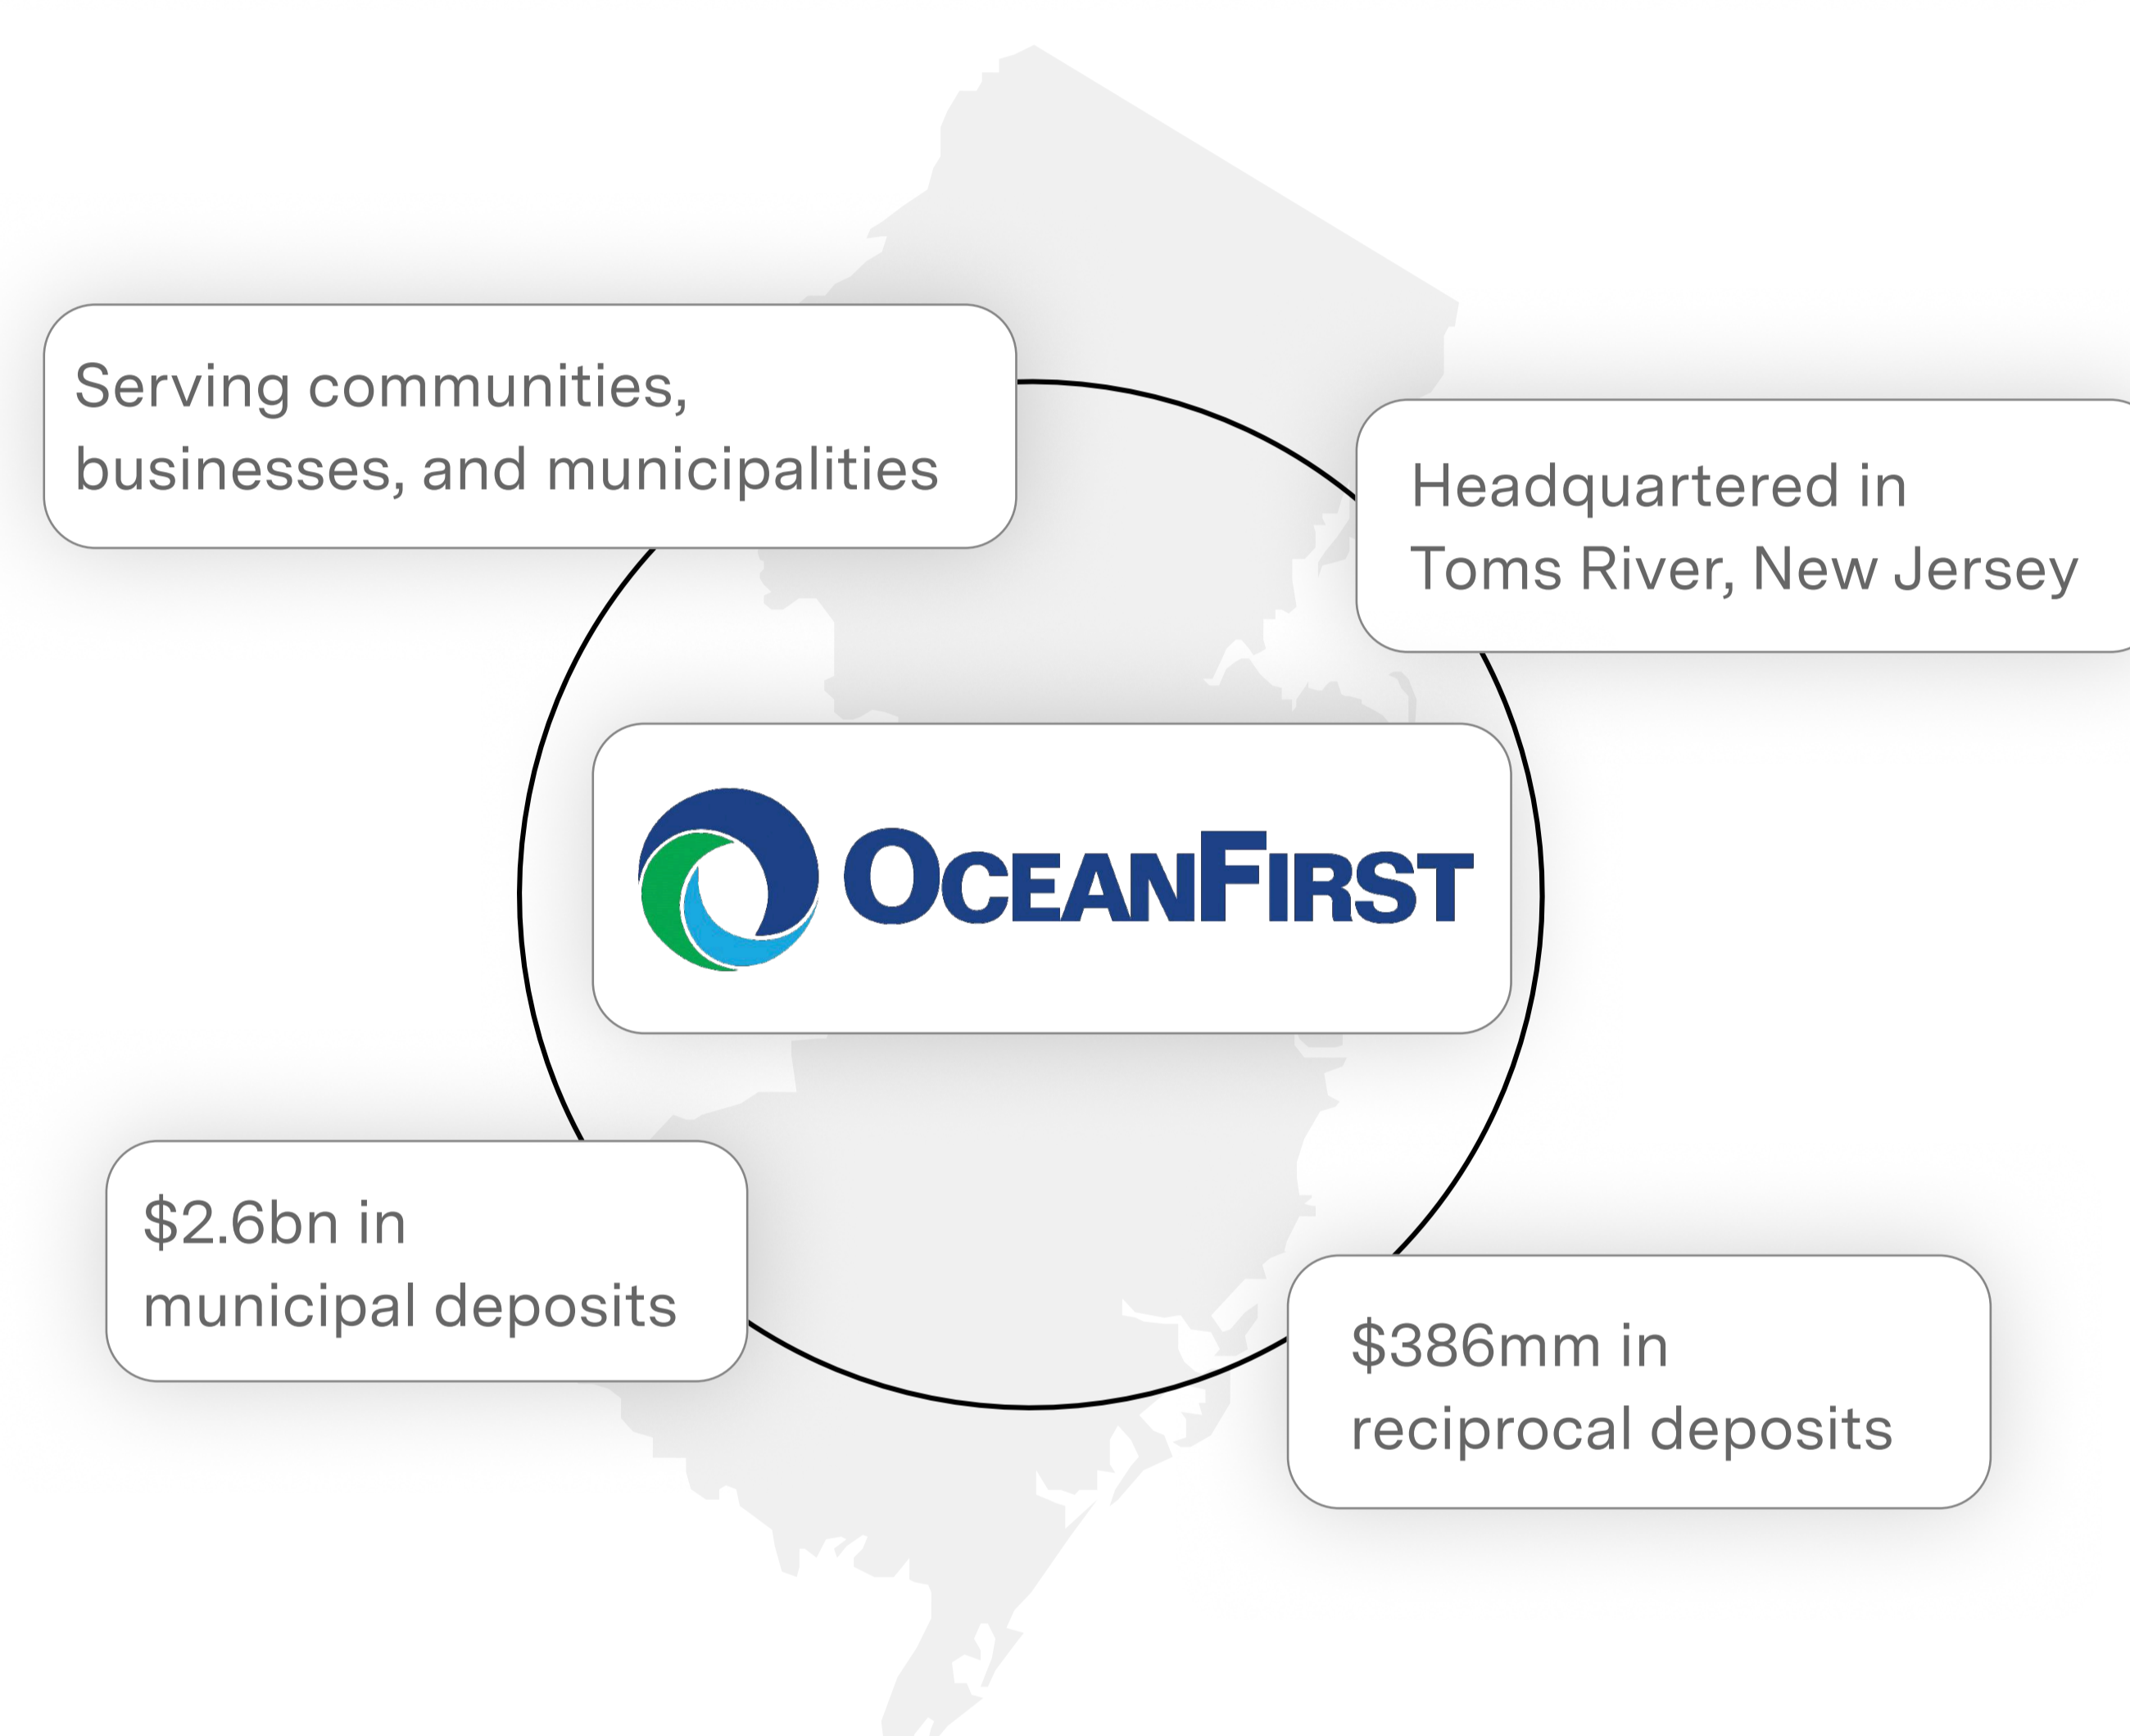 Serving communities,
businesses, and municipalities
Headquartered in
Toms River, New Jersey
OCEANFIRST
$2.6bn in
municipal deposits
$386mm in
reciprocal deposits